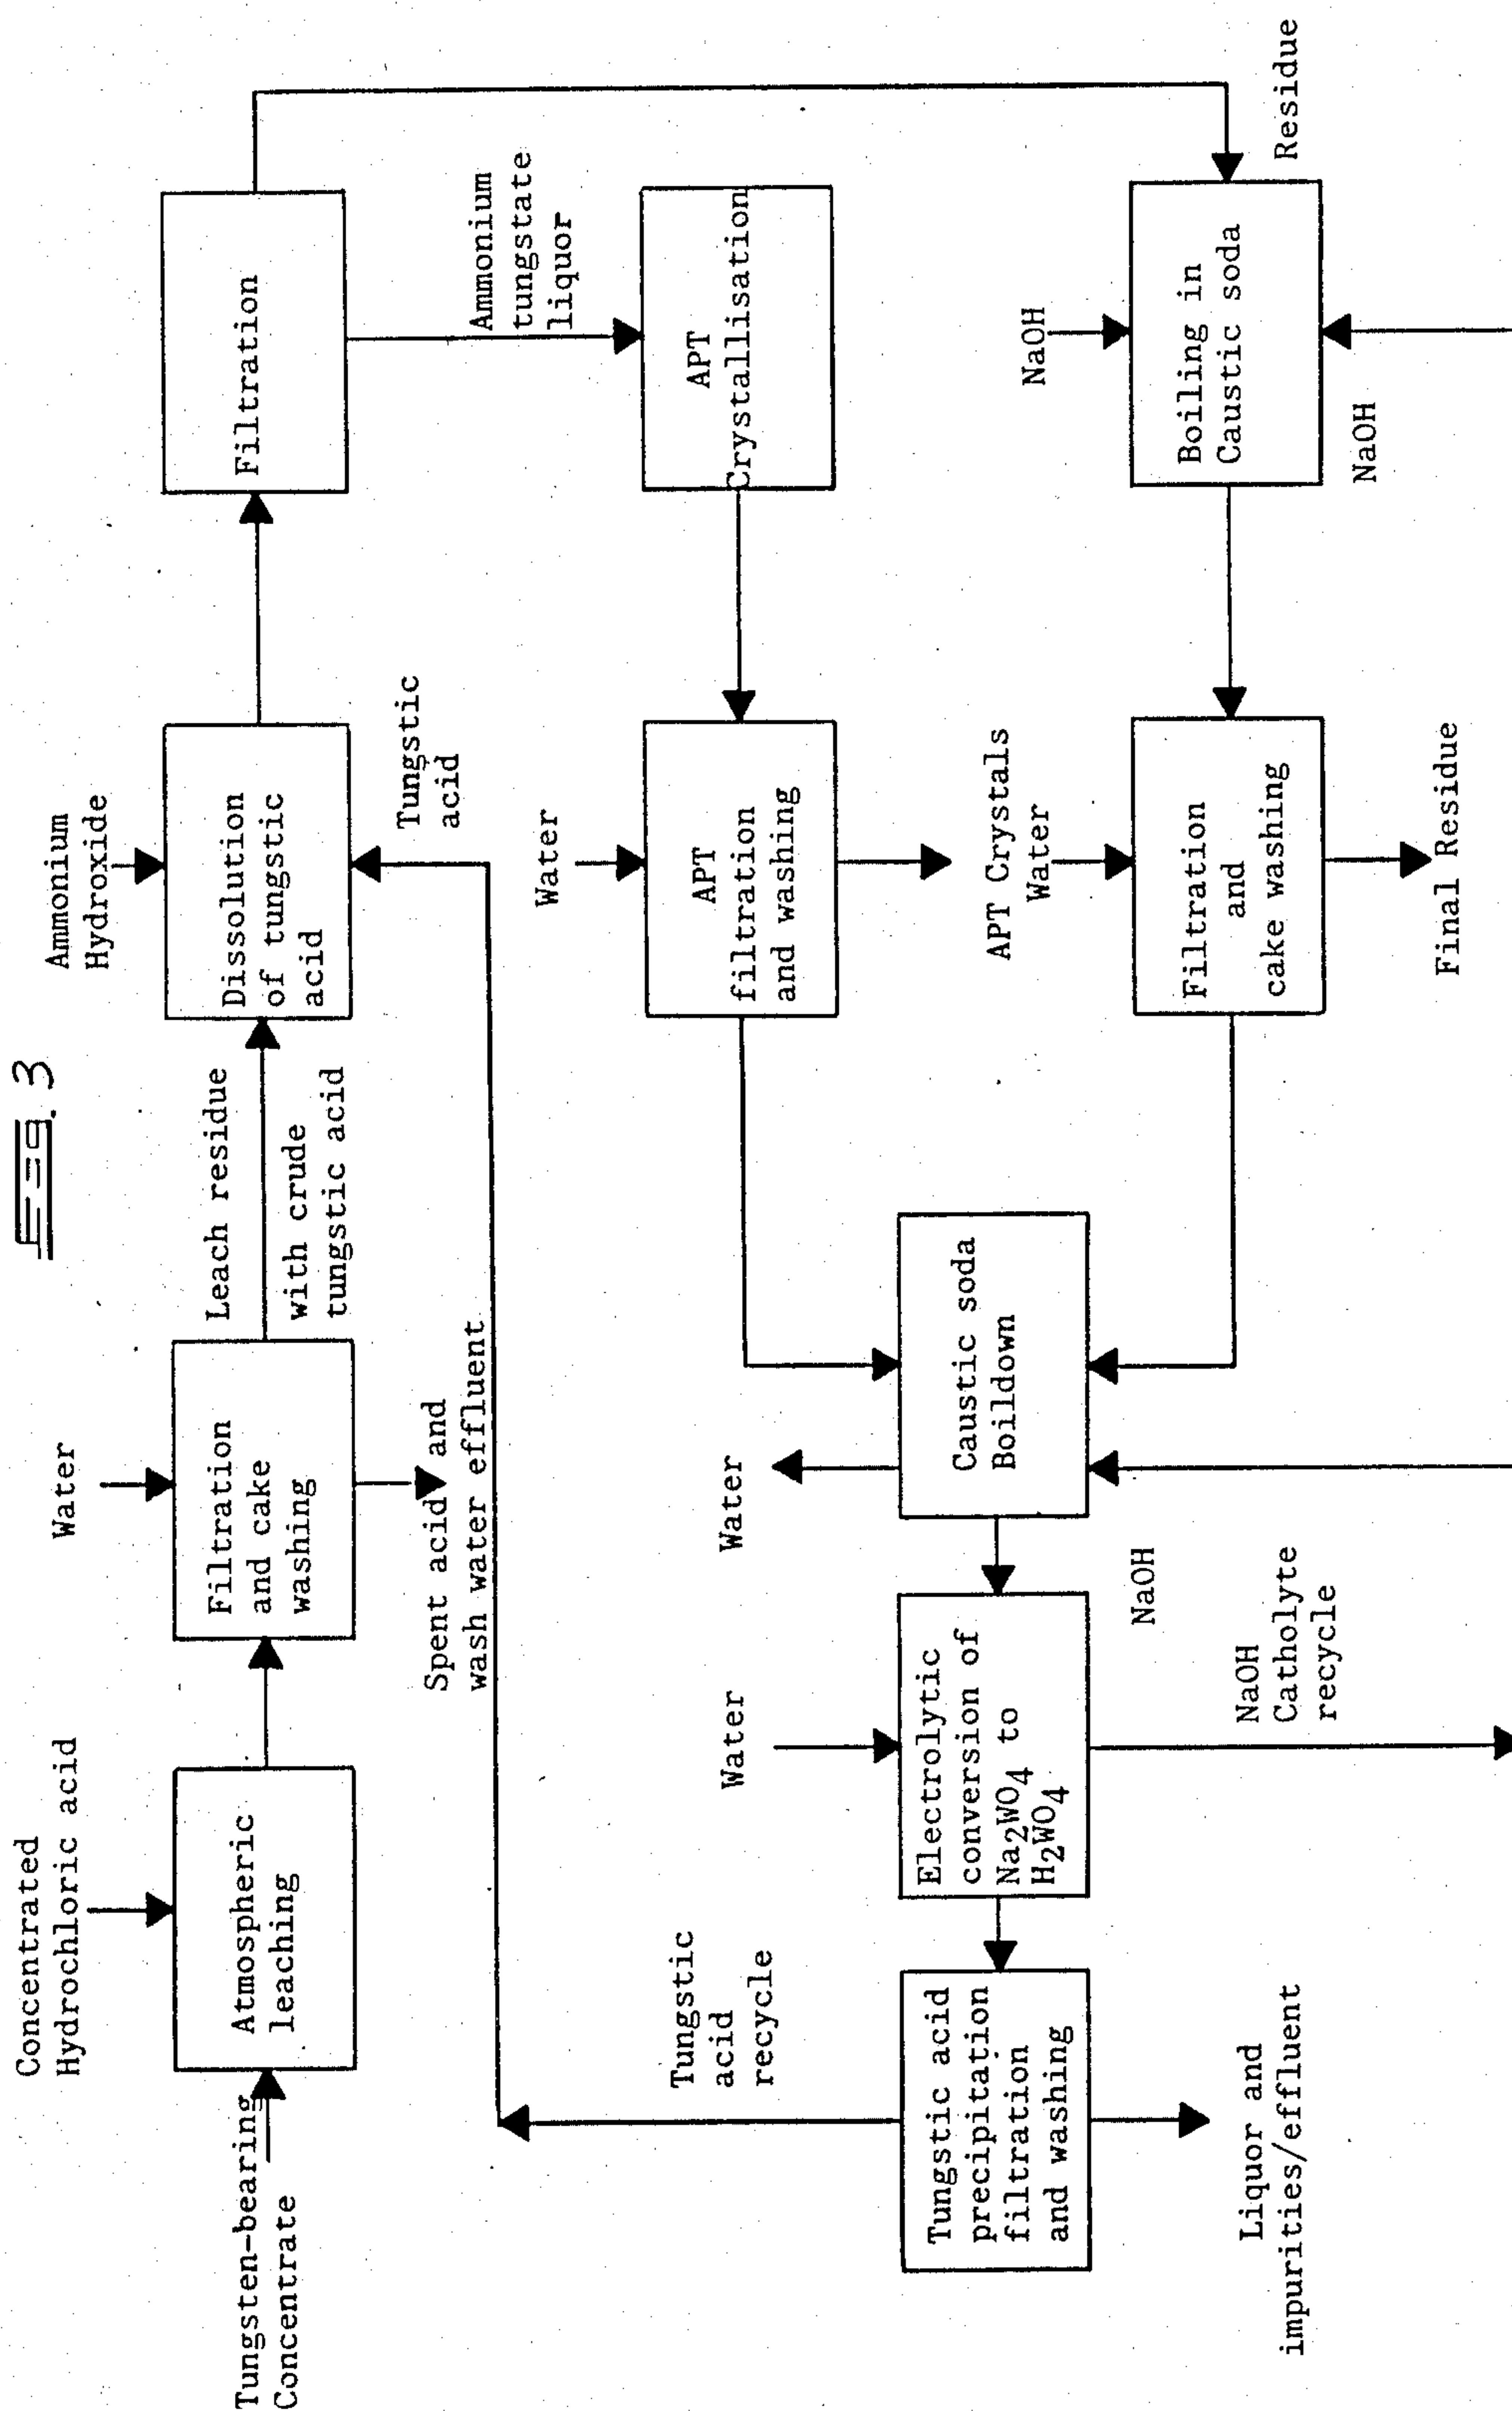 Fig. 3
Concentrated
Hydrochloric acid
Water
Ammonium
Hydroxide
Tungsten-bearing
Concentrate
Atmospheric
leaching
Filtration
and cake
washing
Leach residue
with crude
tungstic acid
Dissolution
of tungstic
acid
Filtration
Spent acid and
wash water effluent
Tungstic
acid
Ammonium
tungstate
liquor
Water
APT
filtration
and washing
APT
Crystallisation
Tungstic
acid
recycle
Water
Water
APT Crystals
Water
NaOH
Tungstic acid
precipitation
filtration
and washing
Electrolytic
conversion of
Na2WO4 to
H2WO4
Caustic soda
Boildown
Filtration
and
cake washing
Boiling in
Caustic soda
Residue
Liquor and
impurities/effluent
NaOH
Catholyte
recycle
NaOH
Final Residue
NaOH